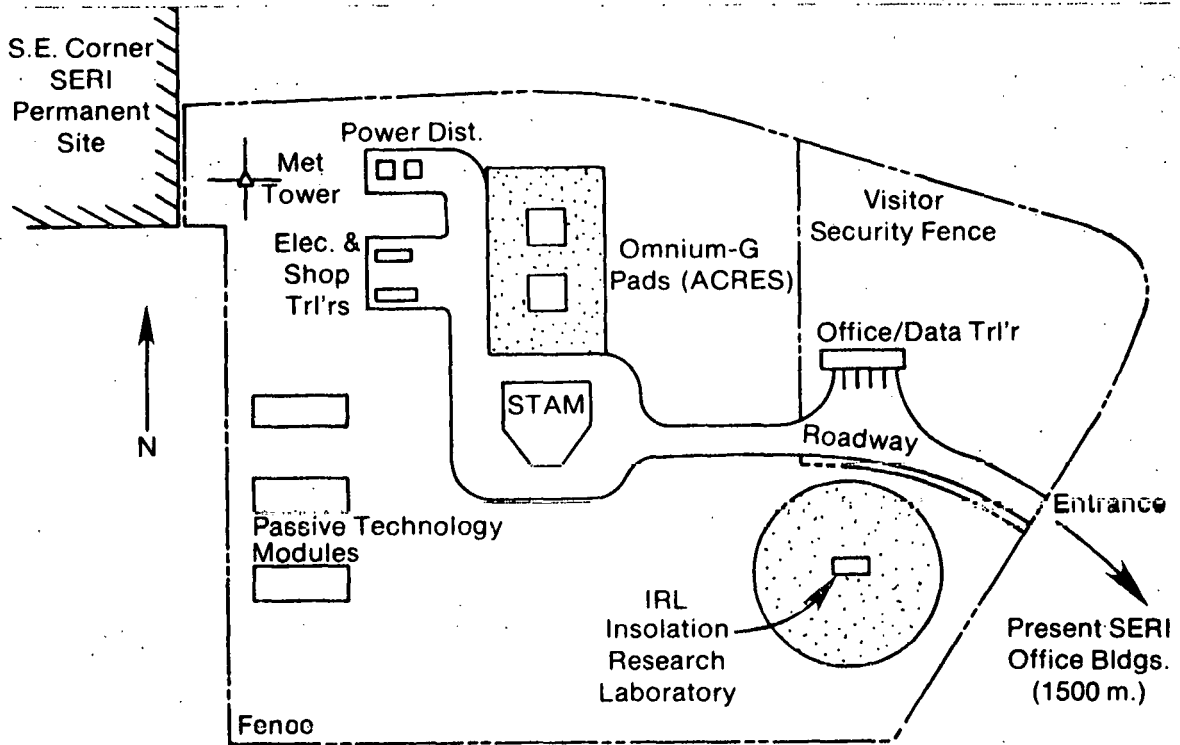 S.E. Corner
SERI
Permanent
Site
Power Dist.
Met
Tower
Elec. &
Shop
Trl'rs
Omnium-G
Pads (ACRES)
Visitor
Security Fence
Office/Data Trl'r
STAM
Roadway
N
Entrance
Passive Technology
Modules
IRL
Insolation
Research
Laboratory
Present SERI
Office Bldgs.
(1500 m.)
Fence